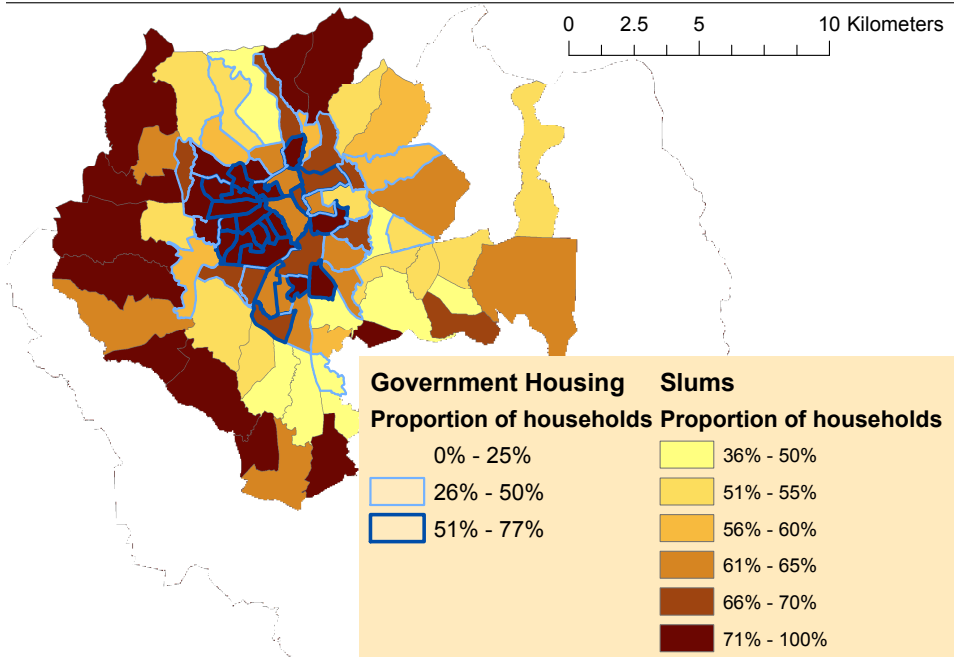 0 2.5 5 10 Kilometers
Government Housing
Proportion of households
0% - 25%
26% - 50%
51% - 77%
Slums
Proportion of households
36% - 50%
51% - 55%
56% - 60%
61% - 65%
66% - 70%
71% - 100%